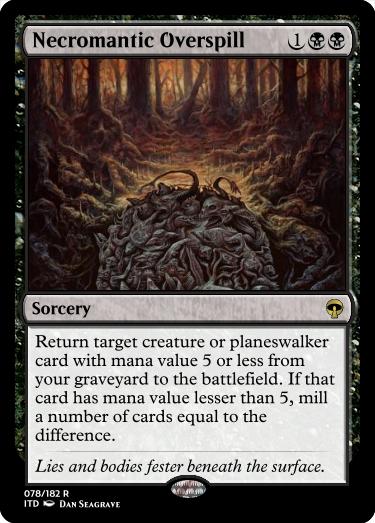 Necromantic Overspill 1
Sorcery
Return target creature or planeswalker
card with mana value 5 or less from
your graveyard to the battlefield. If that
card has mana value lesser than 5, mill
a number of cards equal to the
difference.
Lies and bodies fester beneath the surface.
078/182 R
ITD DAN SEAGRAVE